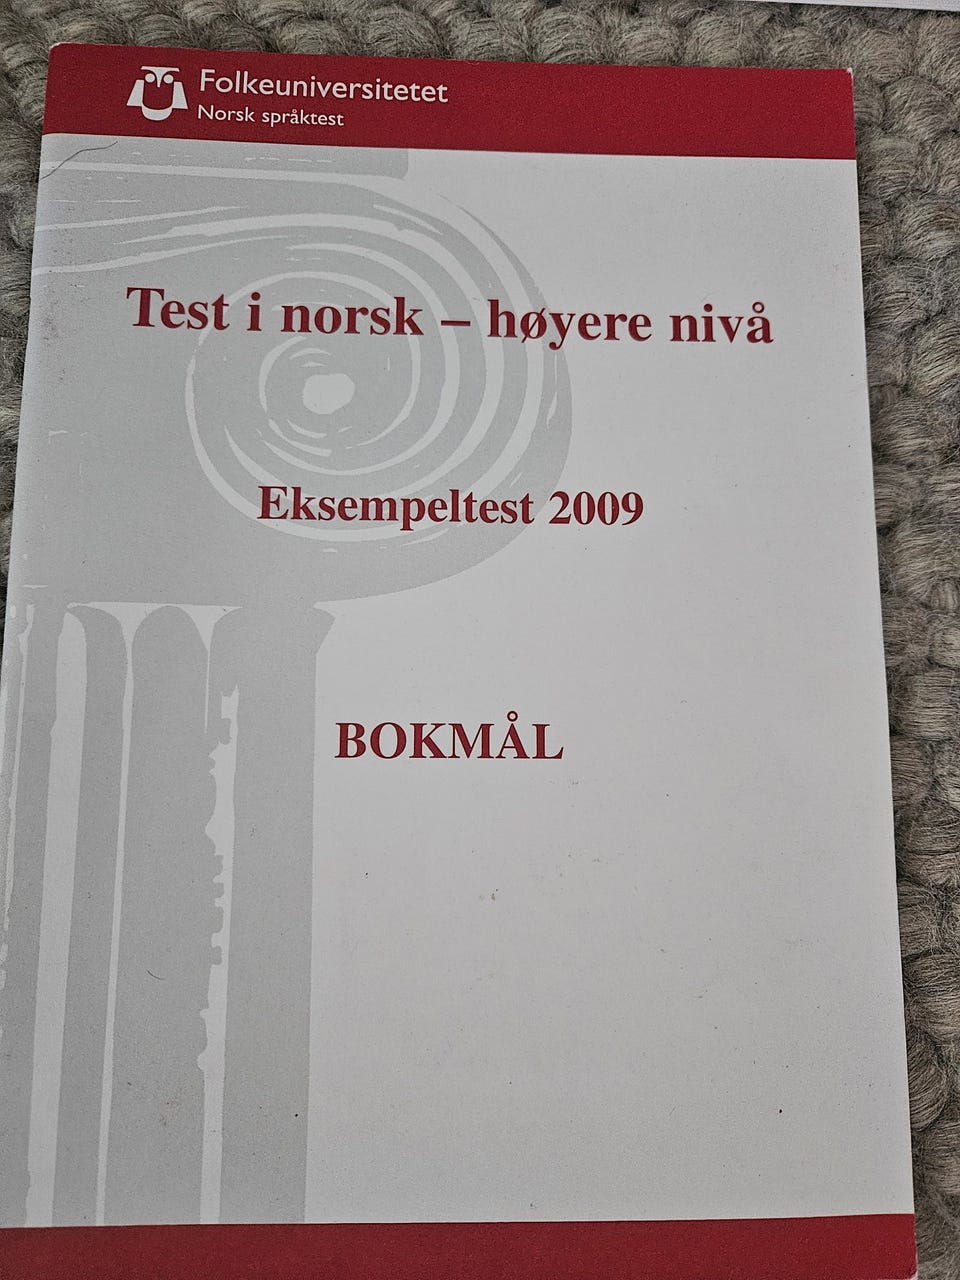 Folkeuniversitetet
Norsk språktest
Test i norsk – høyere nivå
Eksempeltest 2009
BOKMÅL